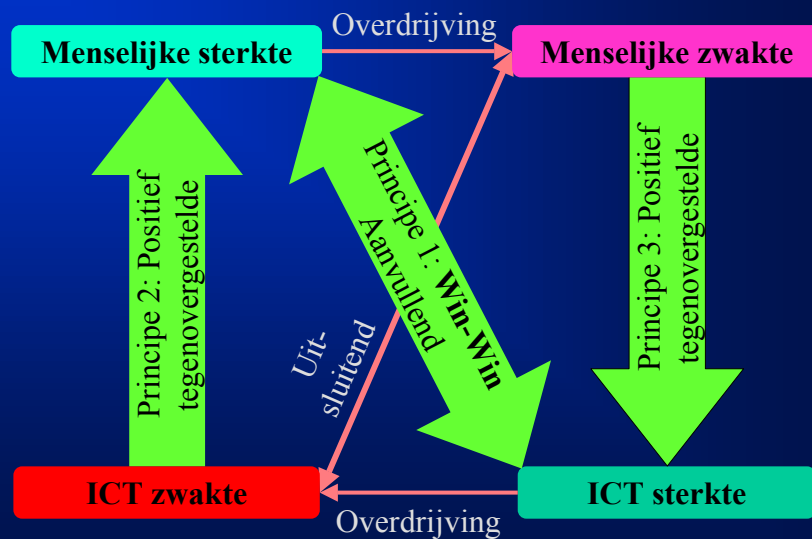 Overdrijving
Menselijke sterkte
Menselijke zwakte
Principe 2: Positief
tegenovergestelde
Principe 1: Win-Win
Aanvullend
Uit-
sluitend
Principe 3: Positief
tegenovergestelde
ICT zwakte
ICT sterkte
Overdrijving